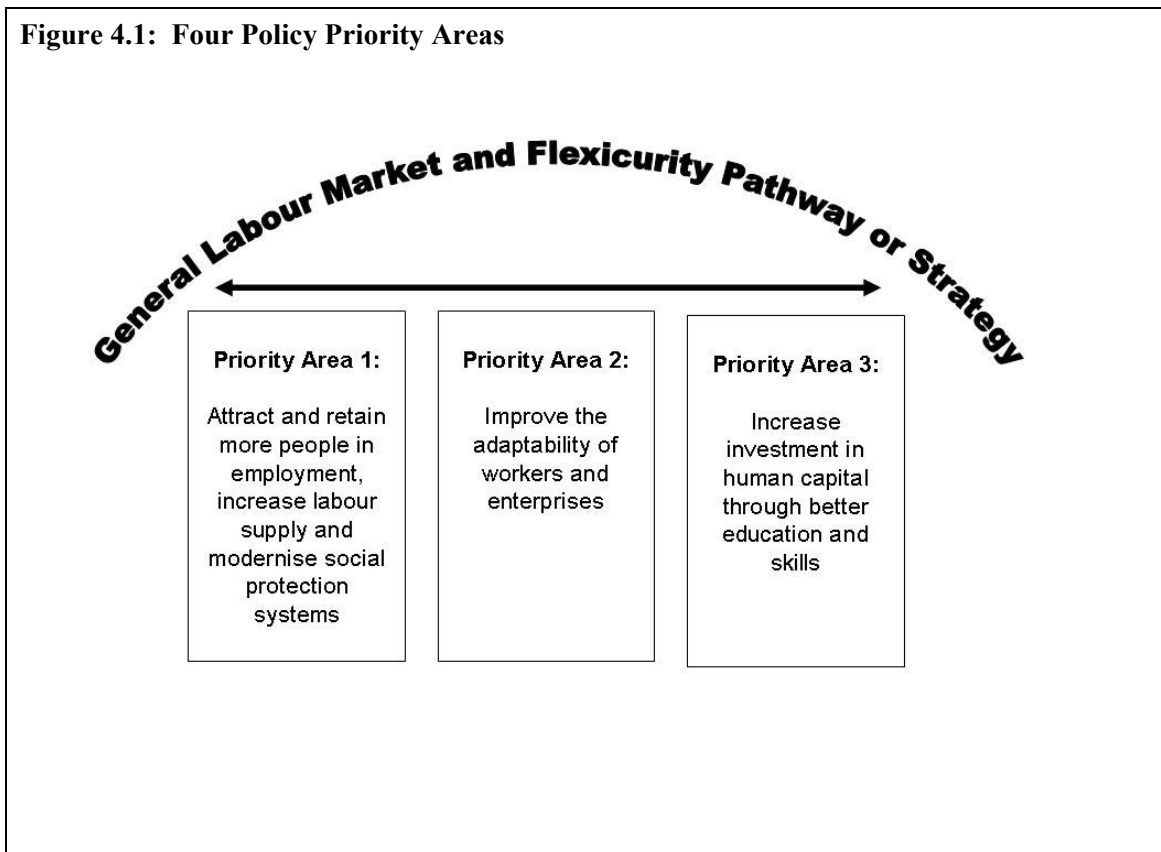 Figure 4.1: Four Policy Priority Areas
General Labour Market and Flexicurity Pathway or Strategy
Priority Area 1:
Attract and retain
more people in
employment,
increase labour
supply and
modernise social
protection
systems
Priority Area 2:
Improve the
adaptability of
workers and
enterprises
Priority Area 3:
Increase
investment in
human capital
through better
education and
skills